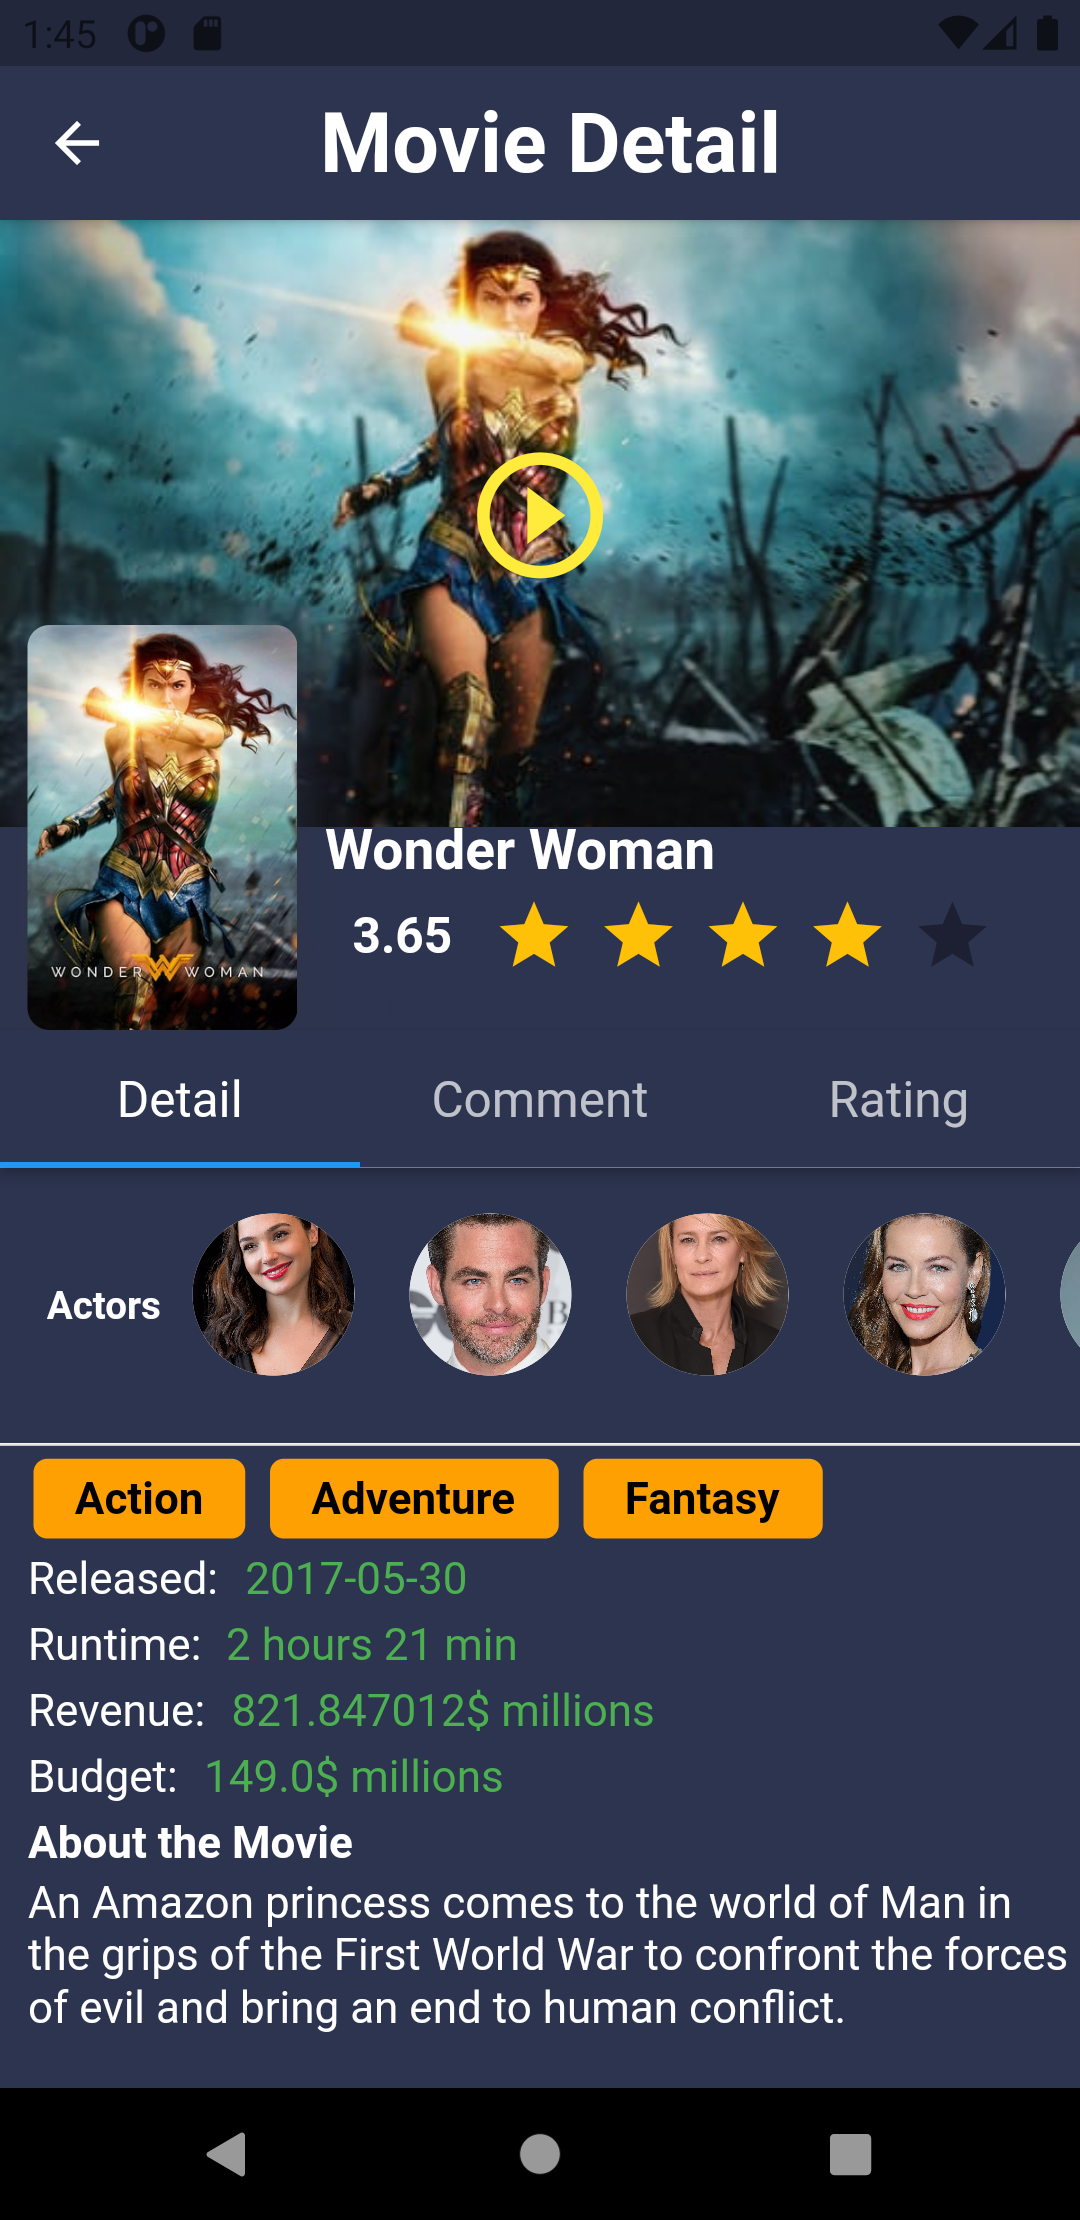 1:45
Movie Detail
WONDER WOMAN
Wonder Woman
3.65
Detail Comment Rating
Actors
B
Action Adventure Fantasy
Released: 2017-05-30
Runtime: 2 hours 21 min
Revenue: 821.847012$ millions
Budget: 149.0$ millions
About the Movie
An Amazon princess comes to the world of Man in
the grips of the First World War to confront the forces
of evil and bring an end to human conflict.